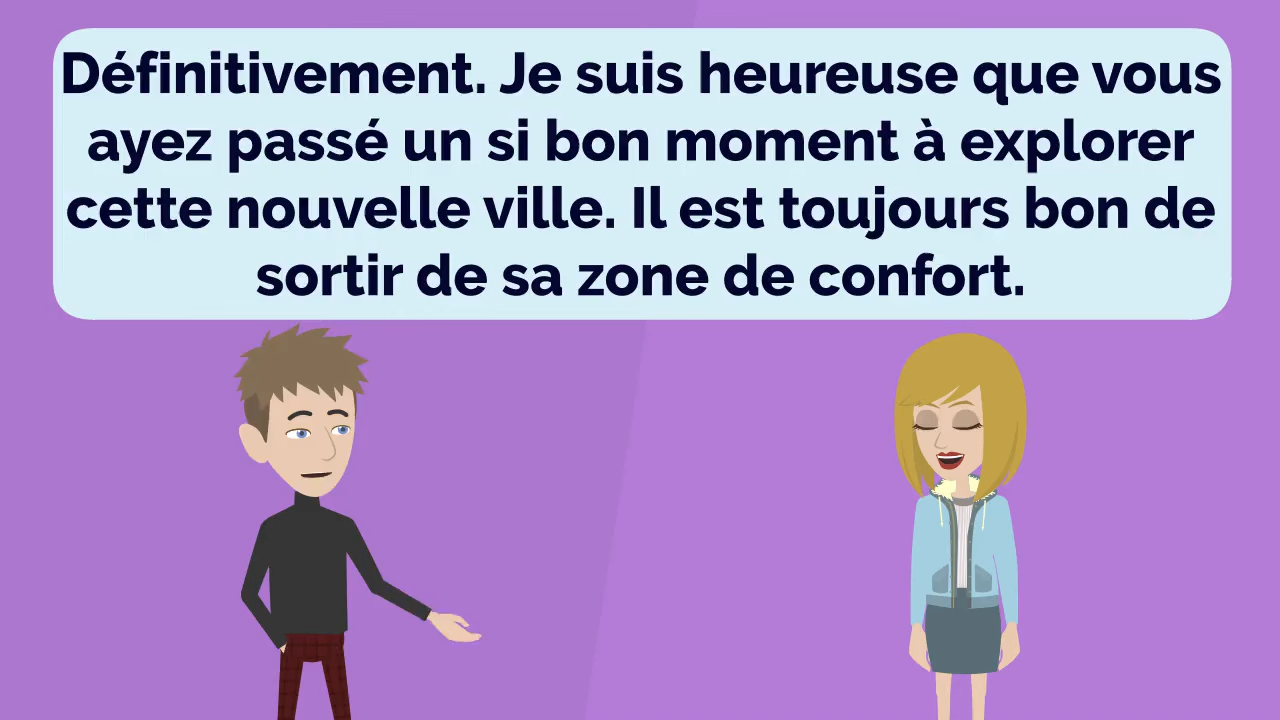 Définitivement. Je suis heureuse que vous
ayez passé un si bon moment à explorer
cette nouvelle ville. Il est toujours bon de
sortir de sa zone de confort.